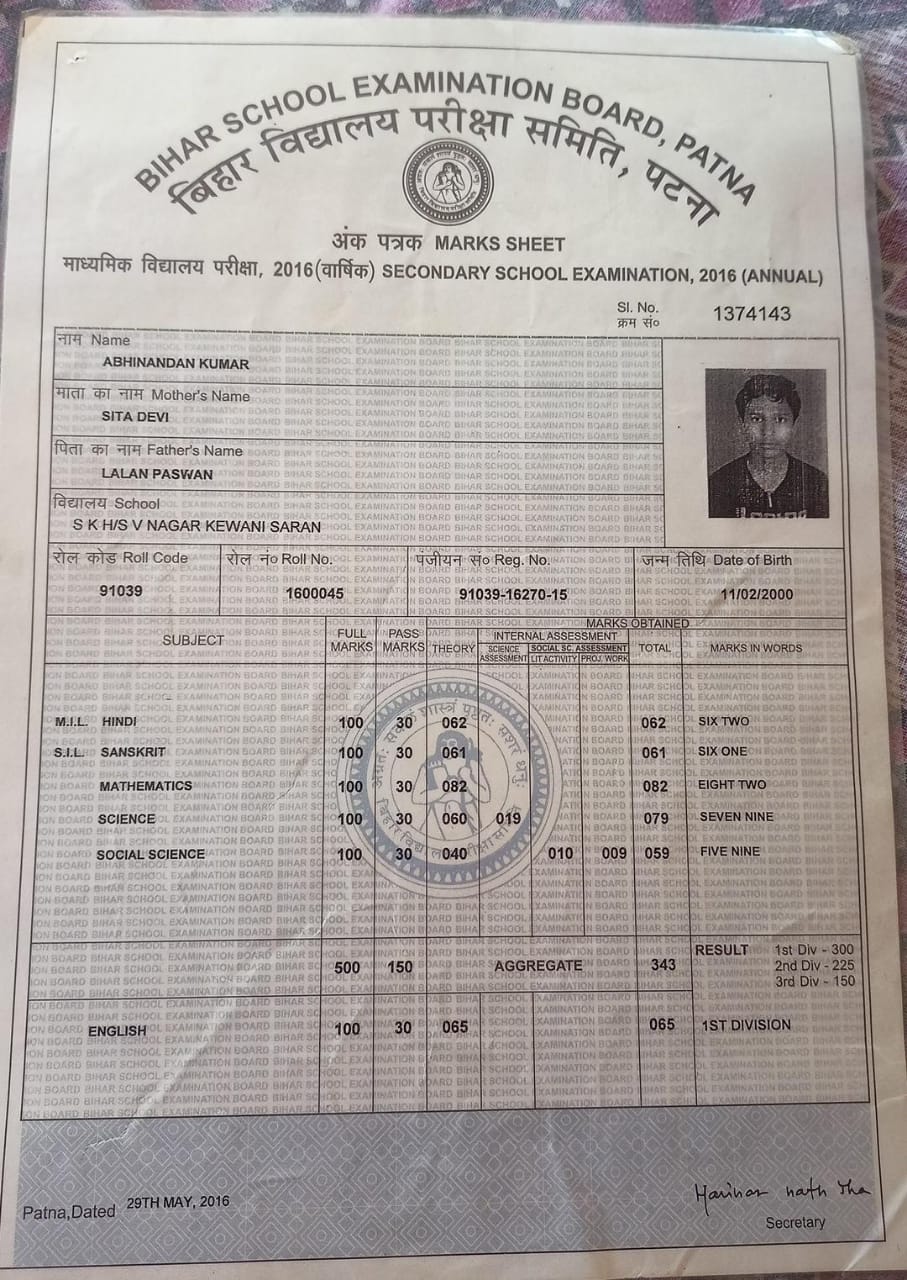 BIHAR SCHOOL EXAMINATION BOARD, PATNA
बिहार विद्यालय परीक्षा समिति, पटना
अंक पत्रक MARKS SHEET
माध्यमिक विद्यालय परीक्षा, 2016(वार्षिक) SECONDARY SCHOOL EXAMINATION, 2016 (ANNUAL)
Sl. No.
क्रम सं० 1374143
नाम Name
ABHINANDAN KUMAR
माता का नाम Mother's Name
SITA DEVI
पिता का नाम Father's Name
LALAN PASWAN
विद्यालय School
S K H/S V NAGAR KEWANI SARAN
रोल कोड Roll Code रोल नं० Roll No. पंजीयन सं० Reg. No. जन्म तिथि Date of Birth
91039 1600045 91039-16270-15 11/02/2000
MARKS OBTAINED
SUBJECT FULL MARKS PASS MARKS THEORY INTERNAL ASSESSMENT TOTAL MARKS IN WORDS
SCIENCE ASSESSMENT SOCIAL SC. ASSESSMENT
LIT ACTIVITY PROJ. WORK
M.I.L. HINDI 100 30 062 062 SIX TWO
S.I.L. SANSKRIT 100 30 061 061 SIX ONE
MATHEMATICS 100 30 082 082 EIGHT TWO
SCIENCE 100 30 060 019 079 SEVEN NINE
SOCIAL SCIENCE 100 30 040 010 009 059 FIVE NINE
500 150 AGGREGATE 343 RESULT 1st Div - 300
2nd Div - 225
3rd Div - 150
ENGLISH 100 30 065 065 1ST DIVISION
Patna,Dated 29TH MAY, 2016
Harihar nath Jha
Secretary